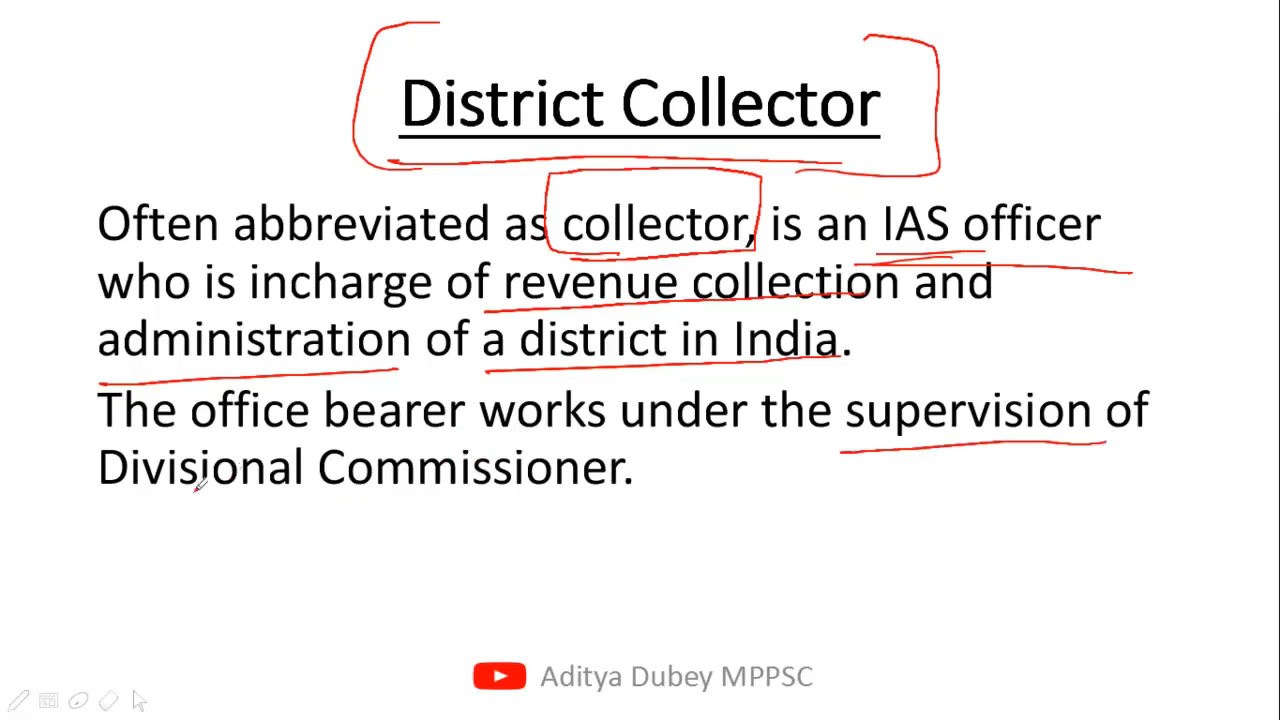 District Collector
Often abbreviated as collector, is an IAS officer
who is incharge of revenue collection and
administration of a district in India.
The office bearer works under the supervision of
Divisional Commissioner.
Aditya Dubey MPPSC